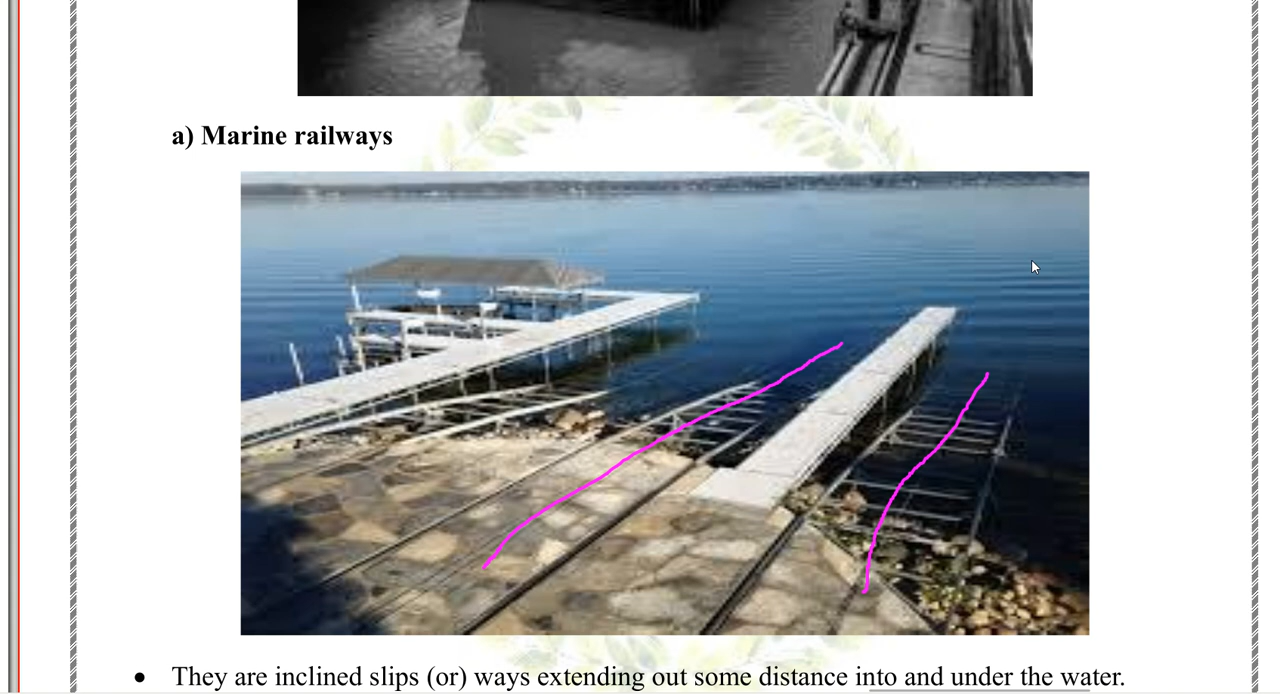 a) Marine railways
• They are inclined slips (or) ways extending out some distance into and under the water.